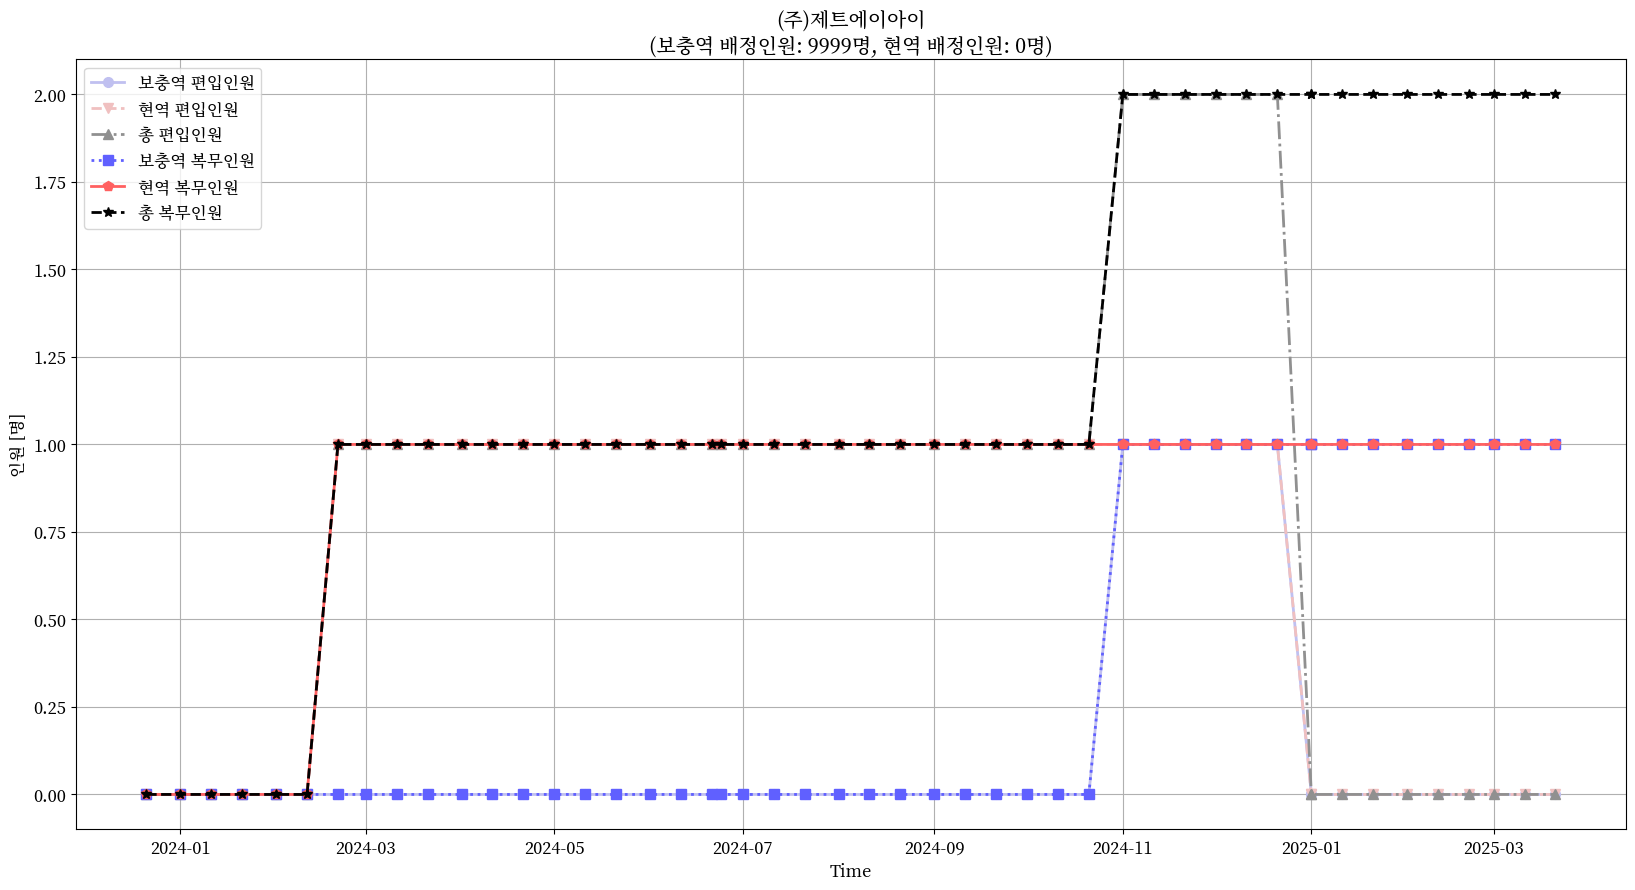 (주)제트에이아이
(보충역 배정인원: 9999명, 현역 배정인원: 0명)
보충역 편입인원
현역 편입인원
총 편입인원
보충역 복무인원
현역 복무인원
총 복무인원
2.00
1.75
1.50
1.25
1.00
0.75
0.50
0.25
0.00
인원 [명]
2024-01 2024-03 2024-05 2024-07 2024-09 2024-11 2025-01 2025-03
Time